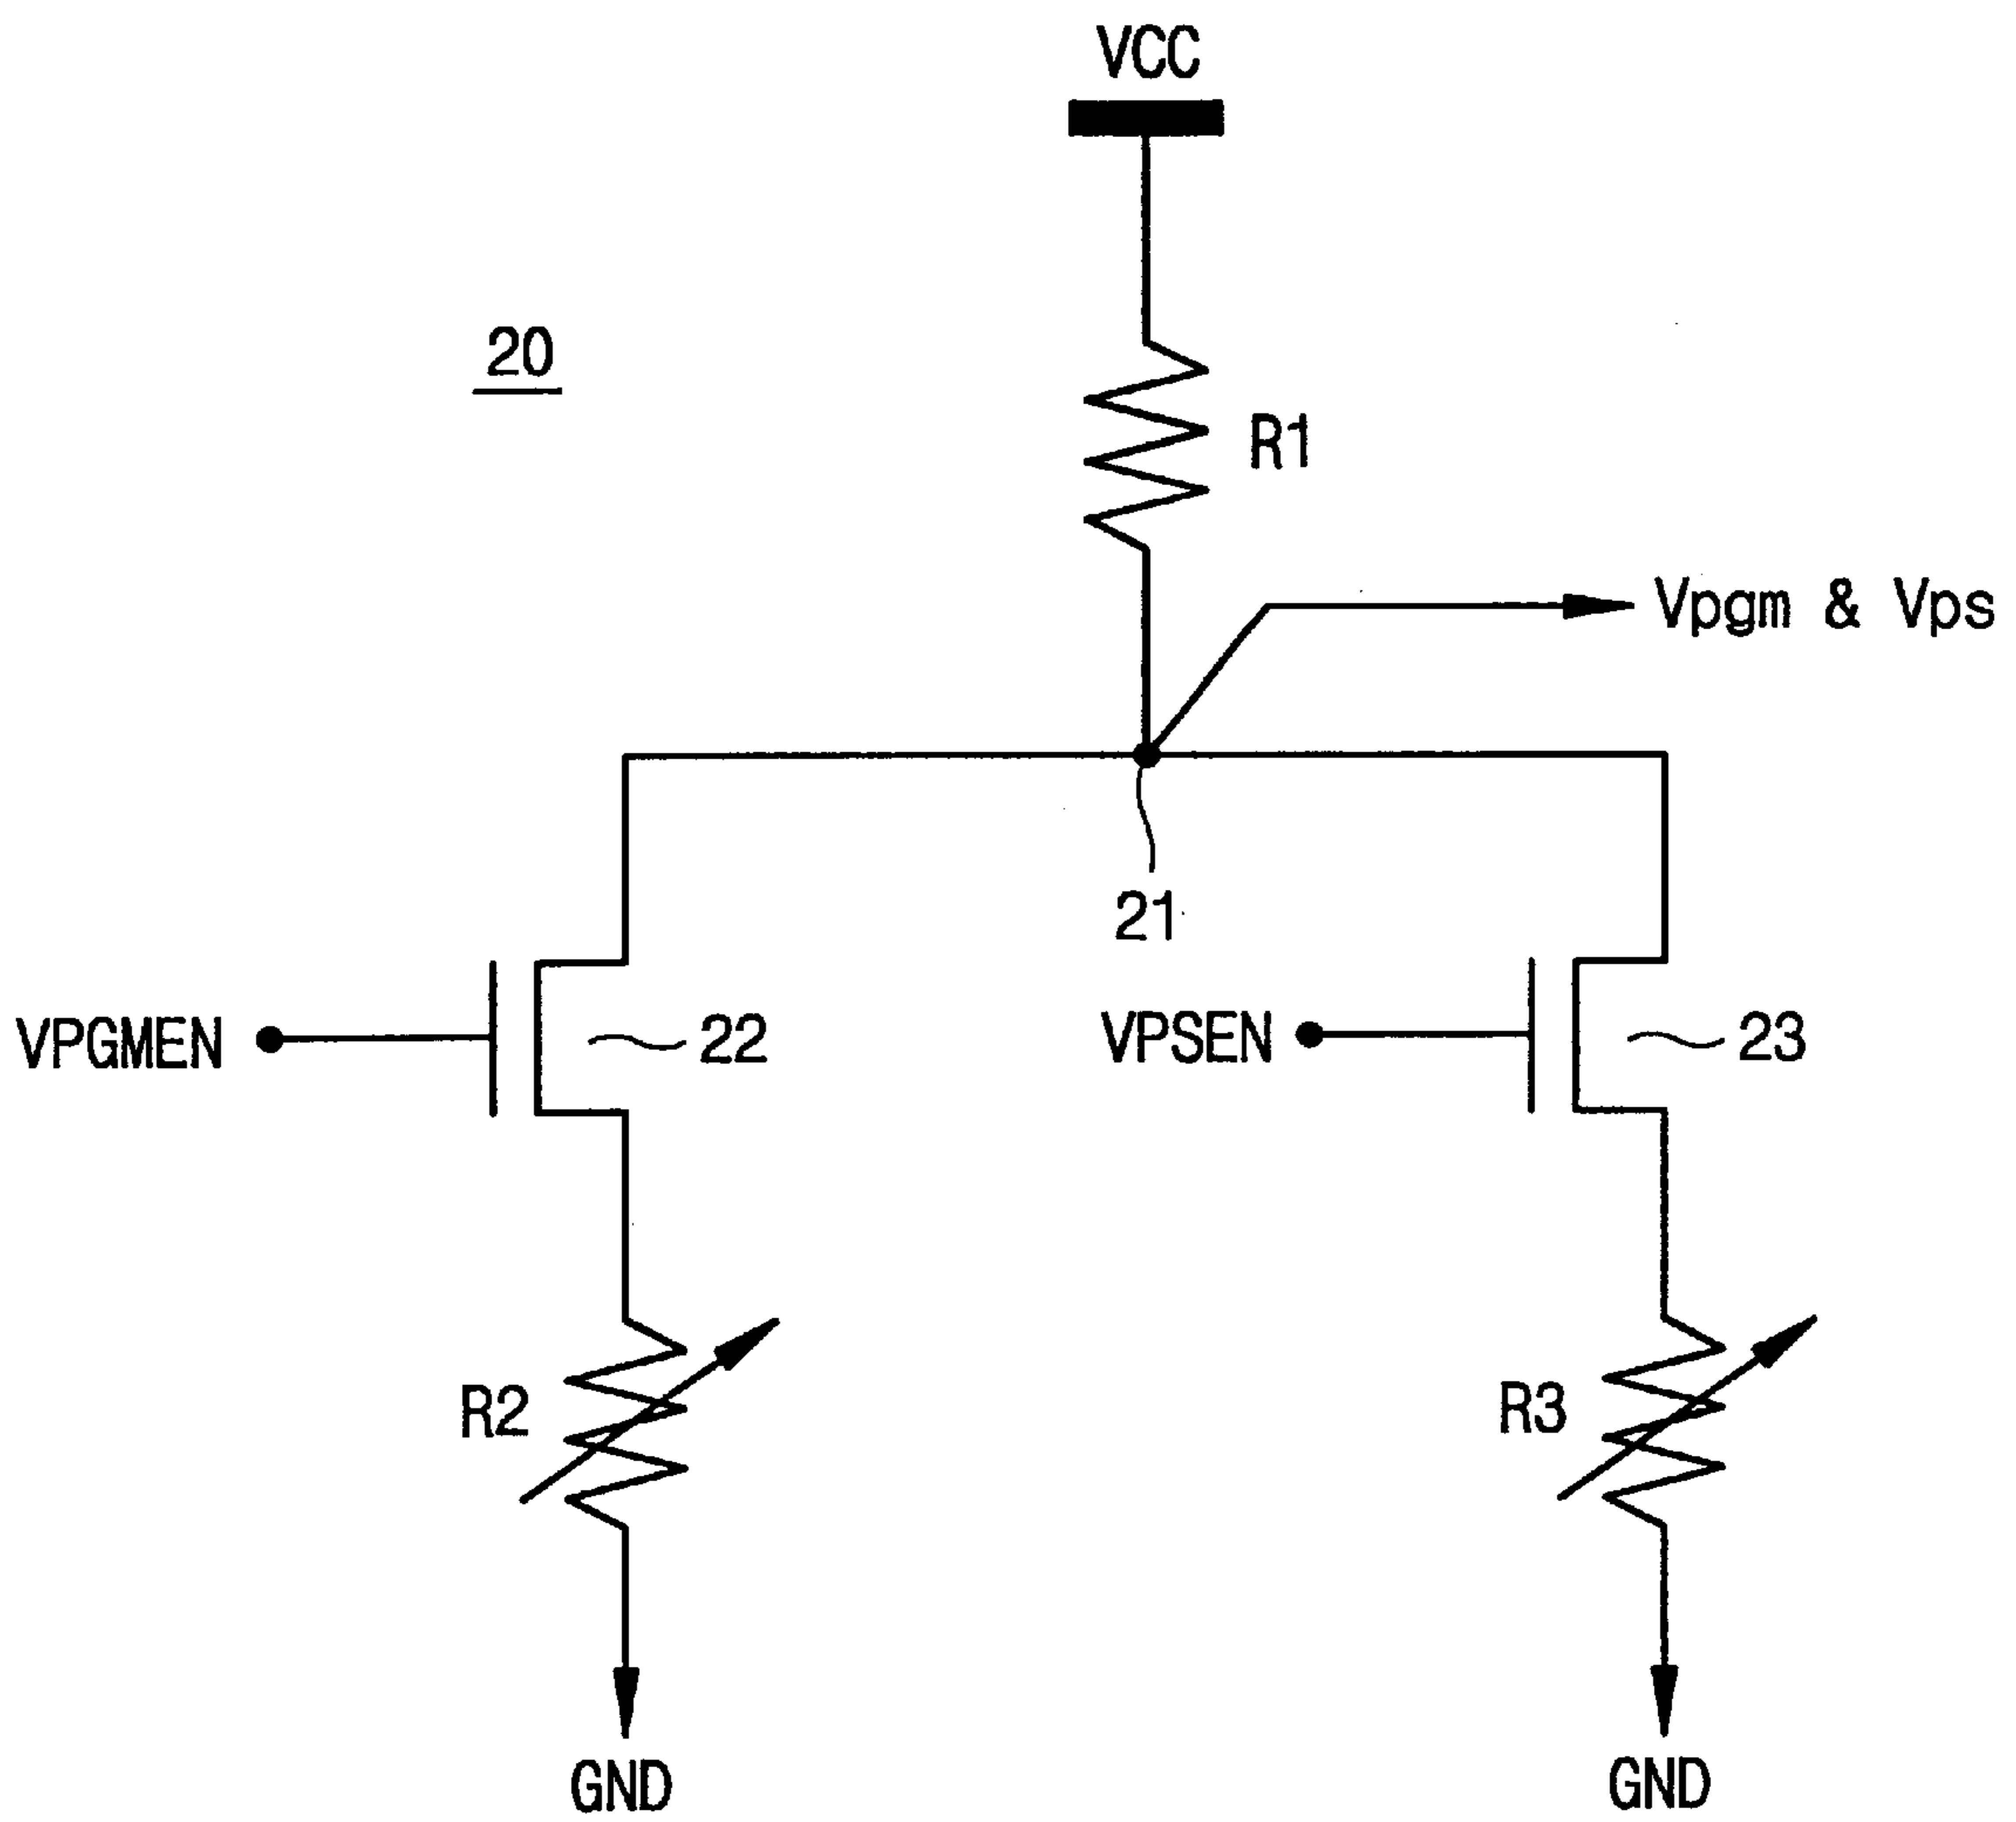 VCC
20
R1
Vpgm & Vps
21
VPGMEN
22
VPSEN
23
R2
R3
GND
GND